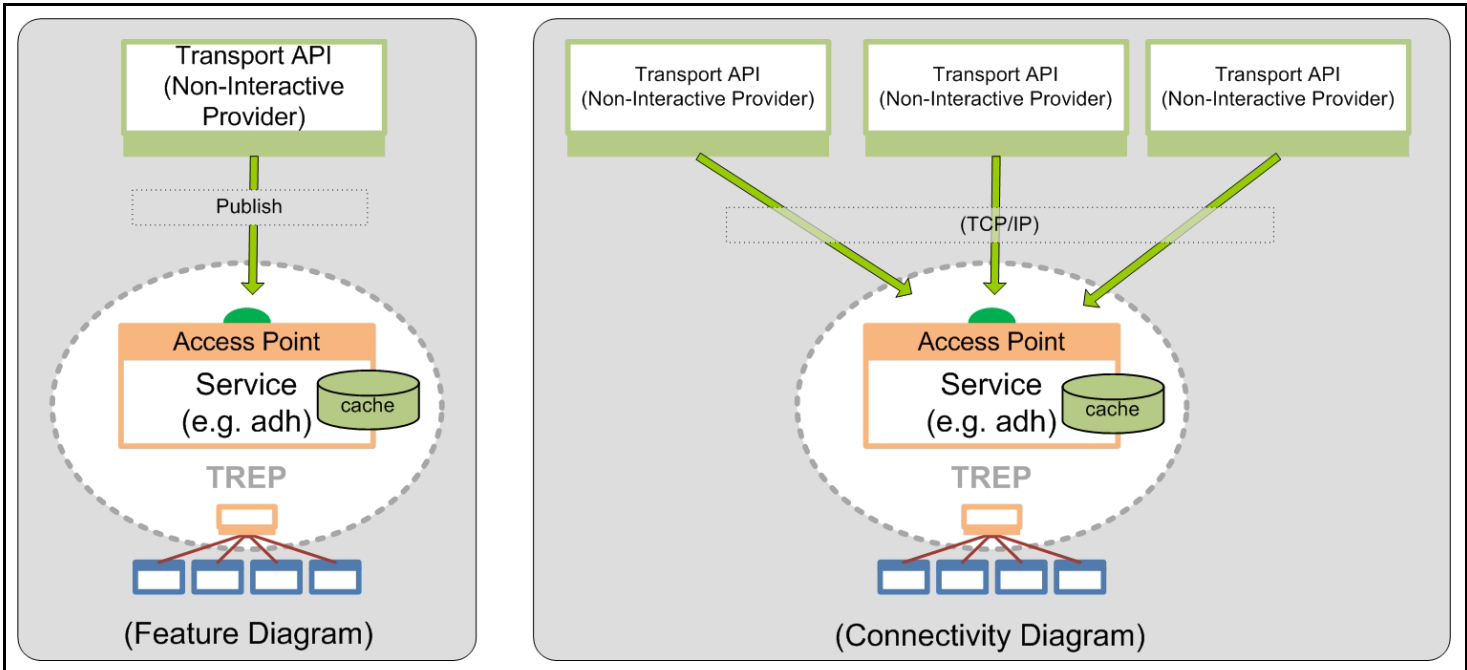 Transport API
(Non-Interactive
Provider)
Publish
Access Point
Service
(e.g. adh)
cache
TREP
(Feature Diagram)
Transport API
(Non-Interactive Provider)
Transport API
(Non-Interactive Provider)
Transport API
(Non-Interactive Provider)
(TCP/IP)
Access Point
Service
(e.g. adh)
cache
TREP
(Connectivity Diagram)